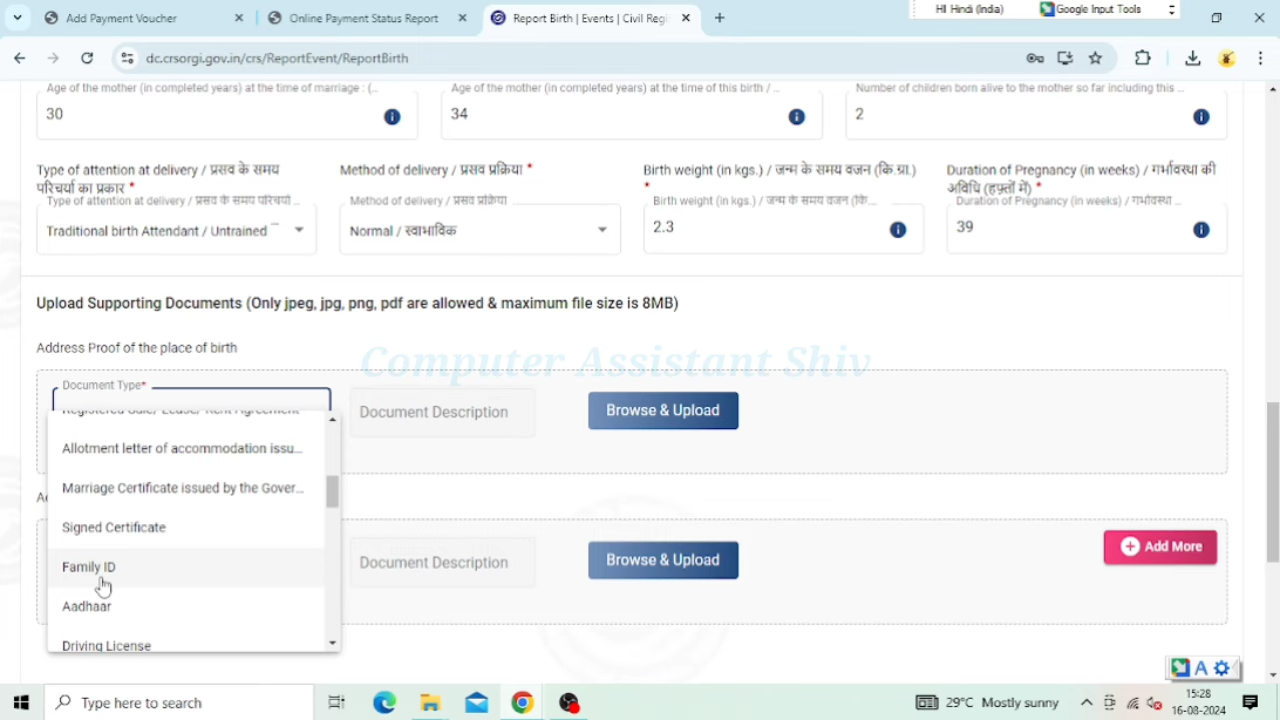 Add Payment Voucher
Online Payment Status Report
Report Birth | Events | Civil Regi
HI Hindi (India)
Google Input Tools
dc.crsorgi.gov.in/crs/ReportEvent/ReportBirth
Age of the mother (in completed years) at the time of marriage : (...
Age of the mother (in completed years) at the time of this birth / ...
Number of children born alive to the mother so far including this ...
30
34
2
Type of attention at delivery / प्रसव के समय
परिचर्या का प्रकार *
Method of delivery / प्रसव प्रक्रिया *
Birth weight (in kgs.) / जन्म के समय वजन (कि.ग्रा.)
*
Duration of Pregnancy (in weeks) / गर्भावस्था की
अवधि (हफ़्तों में) *
Type of attention at delivery / प्रसव के समय परिचर्या ...
Method of delivery / प्रसव प्रक्रिया
Birth weight (in kgs.) / जन्म के समय वजन (कि...
Duration of Pregnancy (in weeks) / गर्भावस्था ...
Traditional birth Attendant / Untrained
Normal / स्वाभाविक
2.3
39
Upload Supporting Documents (Only jpeg, jpg, png, pdf are allowed & maximum file size is 8MB)
Address Proof of the place of birth
Computer Assistant Shiv
Document Type*
Document Description
Browse & Upload
Registered Sale/ Lease/ Rent Agreement
Allotment letter of accommodation issu...
Marriage Certificate issued by the Gover...
Signed Certificate
Family ID
Aadhaar
Driving License
Document Description
Browse & Upload
Add More
A
Type here to search
29°C Mostly sunny
15:28
16-08-2024